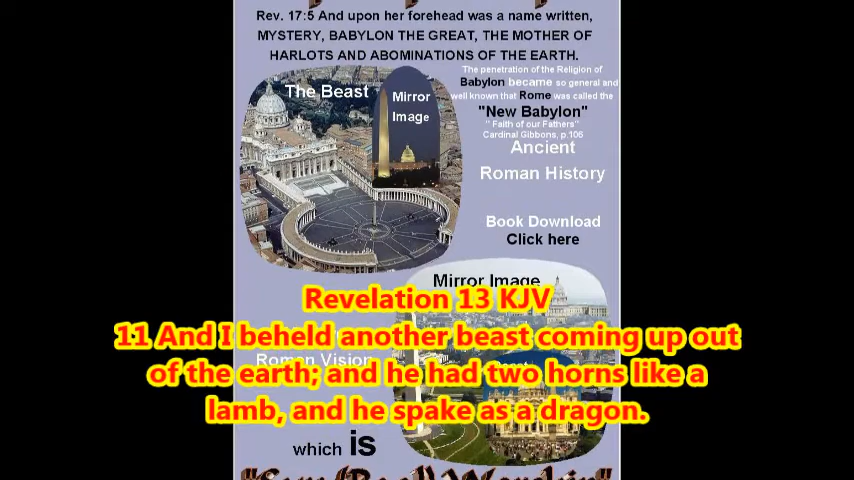 Rev. 17:5 And upon her forehead was a name written,
MYSTERY, BABYLON THE GREAT, THE MOTHER OF
HARLOTS AND ABOMINATIONS OF THE EARTH.
The Beast
Mirror
Image
The penetration of the Religion of
Babylon became so general and
well known that Rome was called the
"New Babylon"
" Faith of our Fathers"
Cardinal Gibbons, p.106
Ancient
Roman History
Book Download
Click here
Mirror Image
Revelation 13 KJV
11 And I beheld another beast coming up out
of the earth; and he had two horns like a
lamb, and he spake as a dragon.
Roman Vision
which is